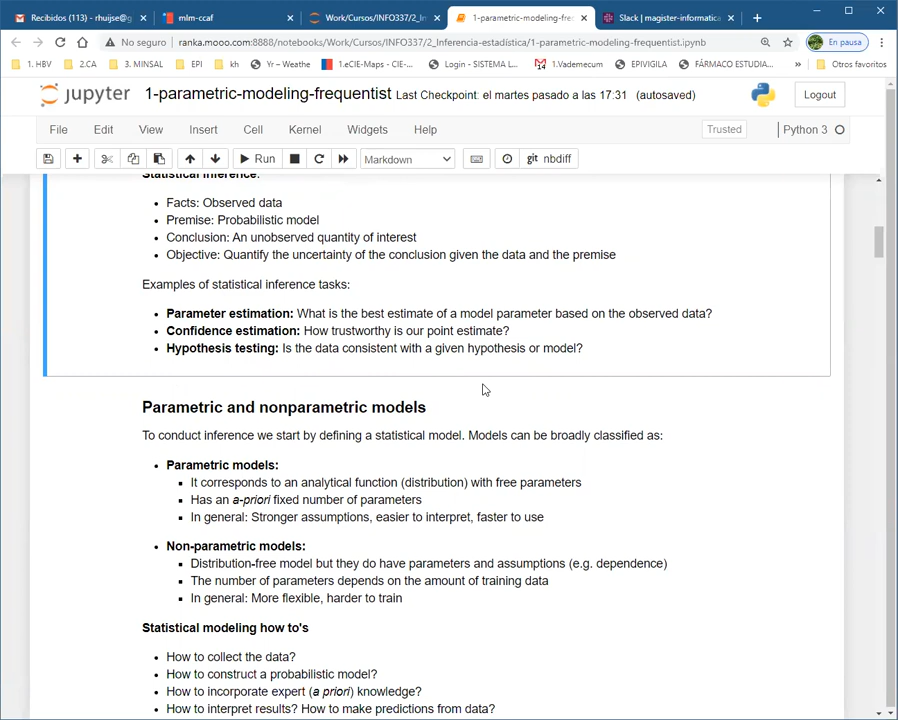 Recibidos (113) - rhuijse@g
mlm-ccaf
Work/Cursos/INFO337/2_In
1-parametric-modeling-fre
Slack | magister-informatica
No seguro
ranka.mooo.com:8888/notebooks/Work/Cursos/INFO337/2_Inferencia-estadística/1-parametric-modeling-frequentist.ipynb
En pausa
1. HBV
2.CA
3. MINSAL
EPI
kh
Yr – Weathe
1.eCIE-Maps - CIE-...
Login - SISTEMA L...
1.Vademecum
EPIVIGILA
FÁRMACO ESTUDIA...
»
Otros favoritos
jupyter
1-parametric-modeling-frequentist Last Checkpoint: el martes pasado a las 17:31 (autosaved)
Logout
File Edit View Insert Cell Kernel Widgets Help
Trusted
Python 3
Run
Markdown
git nbdiff
Statistical inference:
• Facts: Observed data
• Premise: Probabilistic model
• Conclusion: An unobserved quantity of interest
• Objective: Quantify the uncertainty of the conclusion given the data and the premise
Examples of statistical inference tasks:
• Parameter estimation: What is the best estimate of a model parameter based on the observed data?
• Confidence estimation: How trustworthy is our point estimate?
• Hypothesis testing: Is the data consistent with a given hypothesis or model?
Parametric and nonparametric models
To conduct inference we start by defining a statistical model. Models can be broadly classified as:
• Parametric models:
▪ It corresponds to an analytical function (distribution) with free parameters
▪ Has an a-priori fixed number of parameters
▪ In general: Stronger assumptions, easier to interpret, faster to use
• Non-parametric models:
▪ Distribution-free model but they do have parameters and assumptions (e.g. dependence)
▪ The number of parameters depends on the amount of training data
▪ In general: More flexible, harder to train
Statistical modeling how to's
• How to collect the data?
• How to construct a probabilistic model?
• How to incorporate expert (a priori) knowledge?
• How to interpret results? How to make predictions from data?